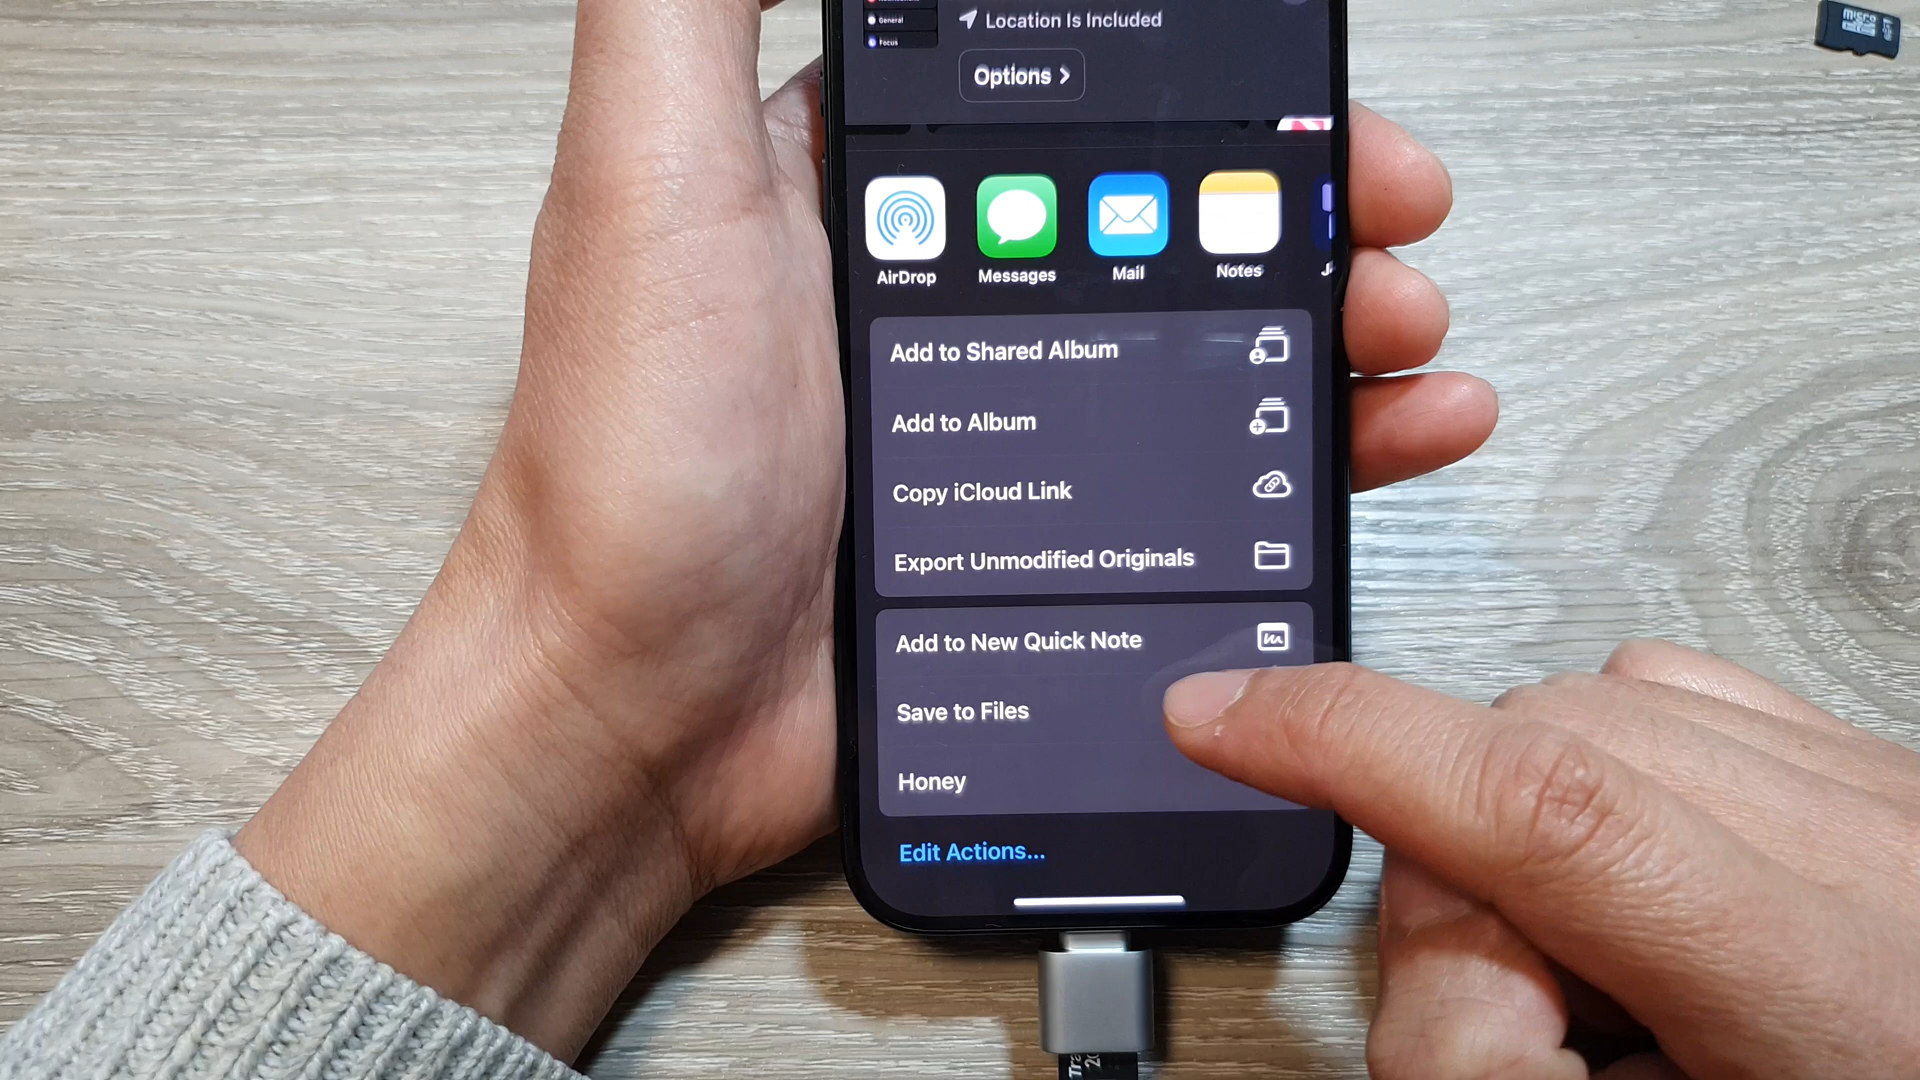 General
Focus
Location Is Included
Options
AirDrop
Messages
Mail
Notes
Add to Shared Album
Add to Album
Copy iCloud Link
Export Unmodified Originals
Add to New Quick Note
Save to Files
Honey
Edit Actions...
micro